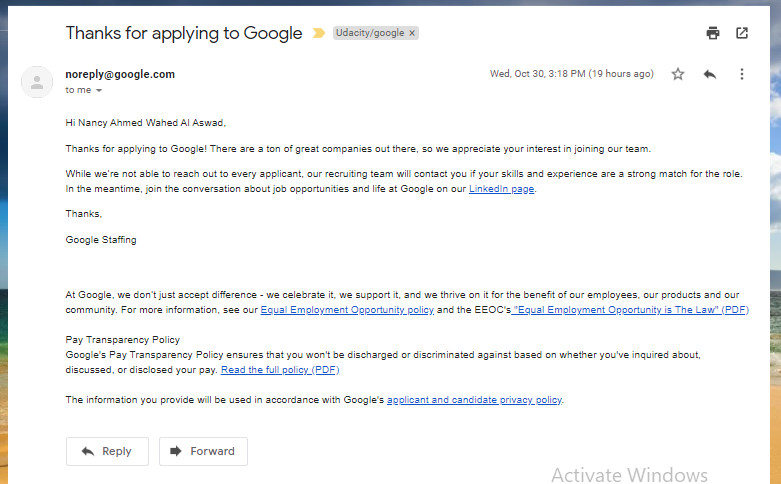 Thanks for applying to Google
Udacity/google ×
noreply@google.com
Wed, Oct 30, 3:18 PM (19 hours ago)
to me
Hi Nancy Ahmed Wahed Al Aswad,
Thanks for applying to Google! There are a ton of great companies out there, so we appreciate your interest in joining our team.
While we're not able to reach out to every applicant, our recruiting team will contact you if your skills and experience are a strong match for the role.
In the meantime, join the conversation about job opportunities and life at Google on our LinkedIn page.
Thanks,
Google Staffing
At Google, we don't just accept difference - we celebrate it, we support it, and we thrive on it for the benefit of our employees, our products and our
community. For more information, see our Equal Employment Opportunity policy and the EEOC's "Equal Employment Opportunity is The Law" (PDF)
Pay Transparency Policy
Google's Pay Transparency Policy ensures that you won't be discharged or discriminated against based on whether you've inquired about,
discussed, or disclosed your pay. Read the full policy (PDF)
The information you provide will be used in accordance with Google's applicant and candidate privacy policy.
Reply
Forward
Activate Windows